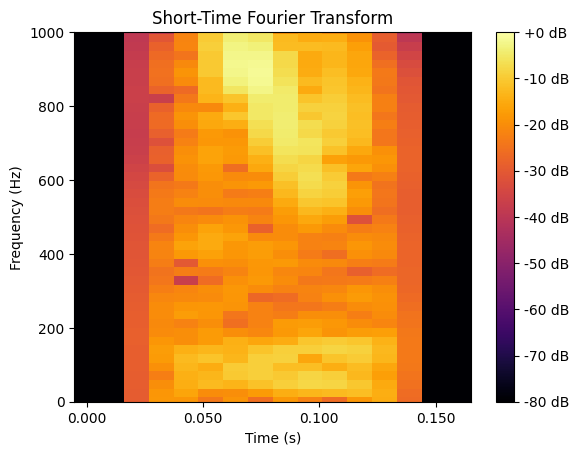 Short-Time Fourier Transform
1000
800
600
400
200
0
Frequency (Hz)
0.000
0.050
0.100
0.150
Time (s)
+0 dB
-10 dB
-20 dB
-30 dB
-40 dB
-50 dB
-60 dB
-70 dB
-80 dB